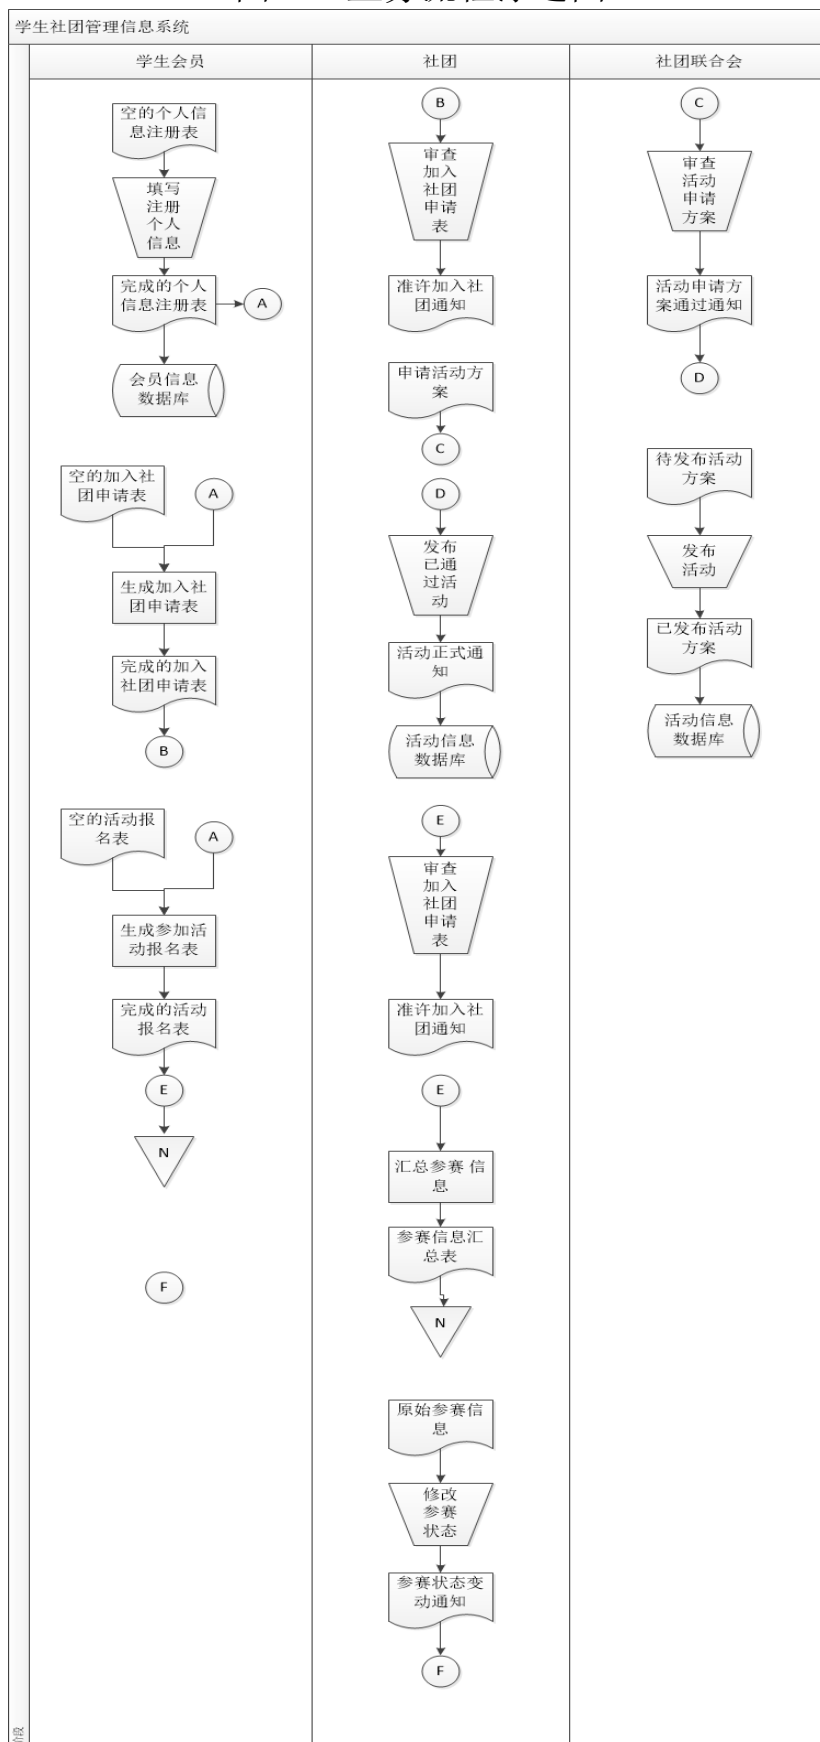 学生社团管理信息系统
学生会员
空的个人信
息注册表
填写
注册
个人
信息
完成的个人
信息注册表
A
会员信息
数据库
空的加入社
团申请表
A
生成加入社
团申请表
完成的加入
社团申请表
B
空的活动报
名表
A
生成参加活
动报名表
完成的活动
报名表
E
N
F
社团
B
审查
加入
社团
申请
表
准许加入社
团通知
申请活动方
案
C
D
发布
已通
过活
动
活动正式通
知
活动信息
数据库
E
审查
加入
社团
申请
表
准许加入社
团通知
E
汇总参赛 信
息
参赛信息汇
总表
N
原始参赛信
息
修改
参赛
状态
参赛状态变
动通知
F
社团联合会
C
审查
活动
申请
方案
活动申请方
案通过通知
D
待发布活动
方案
发布
活动
已发布活动
方案
活动信息
数据库